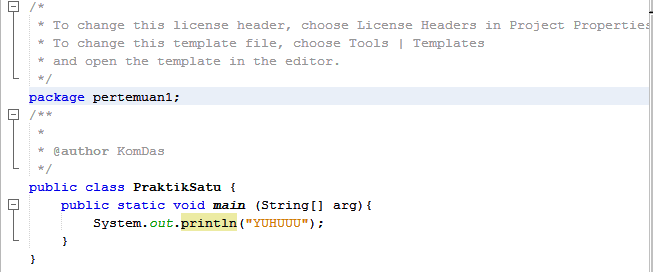 /*
 * To change this license header, choose License Headers in Project Properties
 * To change this template file, choose Tools | Templates
 * and open the template in the editor.
 */
package pertemuan1;
/**
 *
 * @author KomDas
 */
public class PraktikSatu {
    public static void main (String[] arg){
        System.out.println("YUHUUU");
    }
}